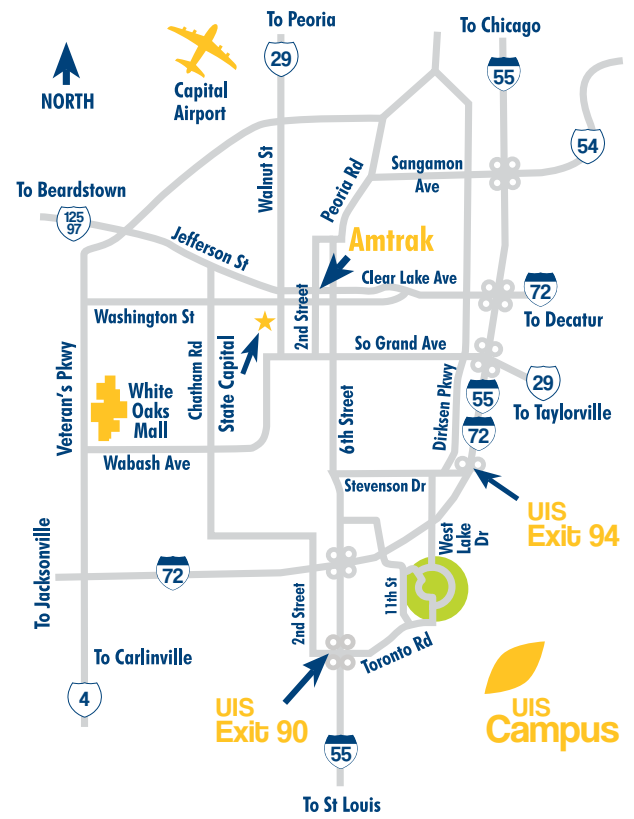 To Peoria
To Chicago
29
55
NORTH
Capital
Airport
54
Walnut St
Peoria Rd
Sangamon
Ave
To Beardstown
125
97
Jefferson St
Amtrak
Clear Lake Ave
72
To Decatur
Washington St
2nd Street
State Capital
Chatham Rd
So Grand Ave
Veteran's Pkwy
White
Oaks
Mall
6th Street
Dirksen Pkwy
55
29
To Taylorville
72
Wabash Ave
Stevenson Dr
UIS
Exit 94
West
Lake
Dr
To Jacksonville
72
2nd Street
11th St
Toronto Rd
To Carlinville
4
UIS
Exit 90
UIS
Campus
55
To St Louis